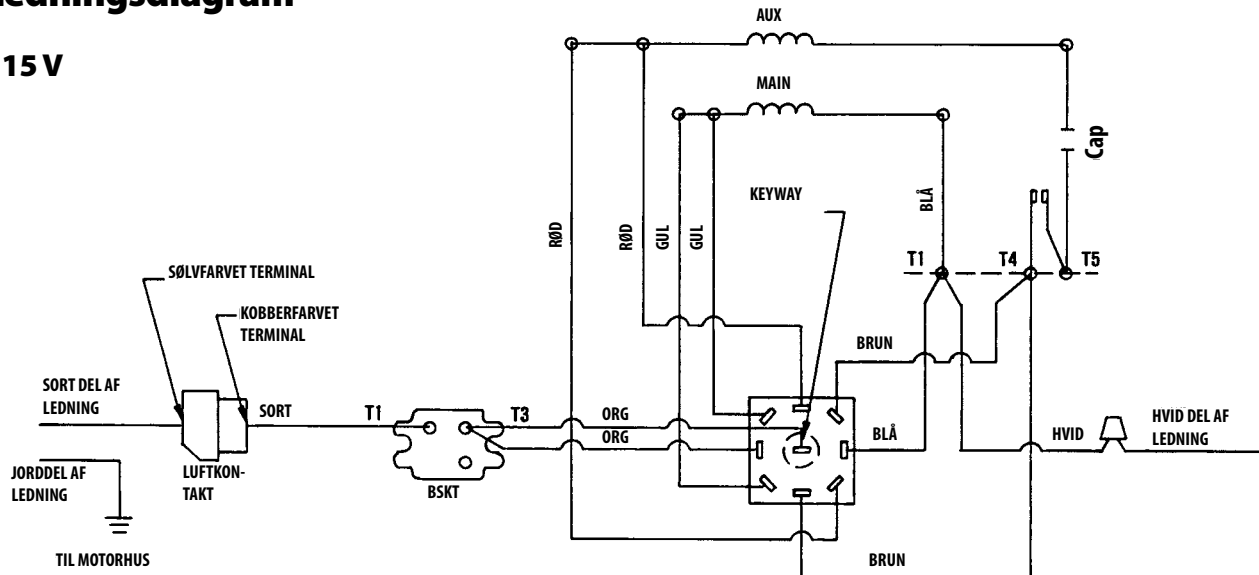 ledningsdiagram
15 V
AUX
MAIN
Cap
KEYWAY
BLÅ
RØD
RØD
GUL
GUL
T1
T4
T5
SØLVFARVET TERMINAL
KOBBERFARVET
TERMINAL
BRUN
SORT DEL AF
LEDNING
SORT
T1
T3
ORG
ORG
BLÅ
HVID
HVID DEL AF
LEDNING
JORDDEL AF
LEDNING
LUFTKON-
TAKT
BSKT
TIL MOTORHUS
BRUN